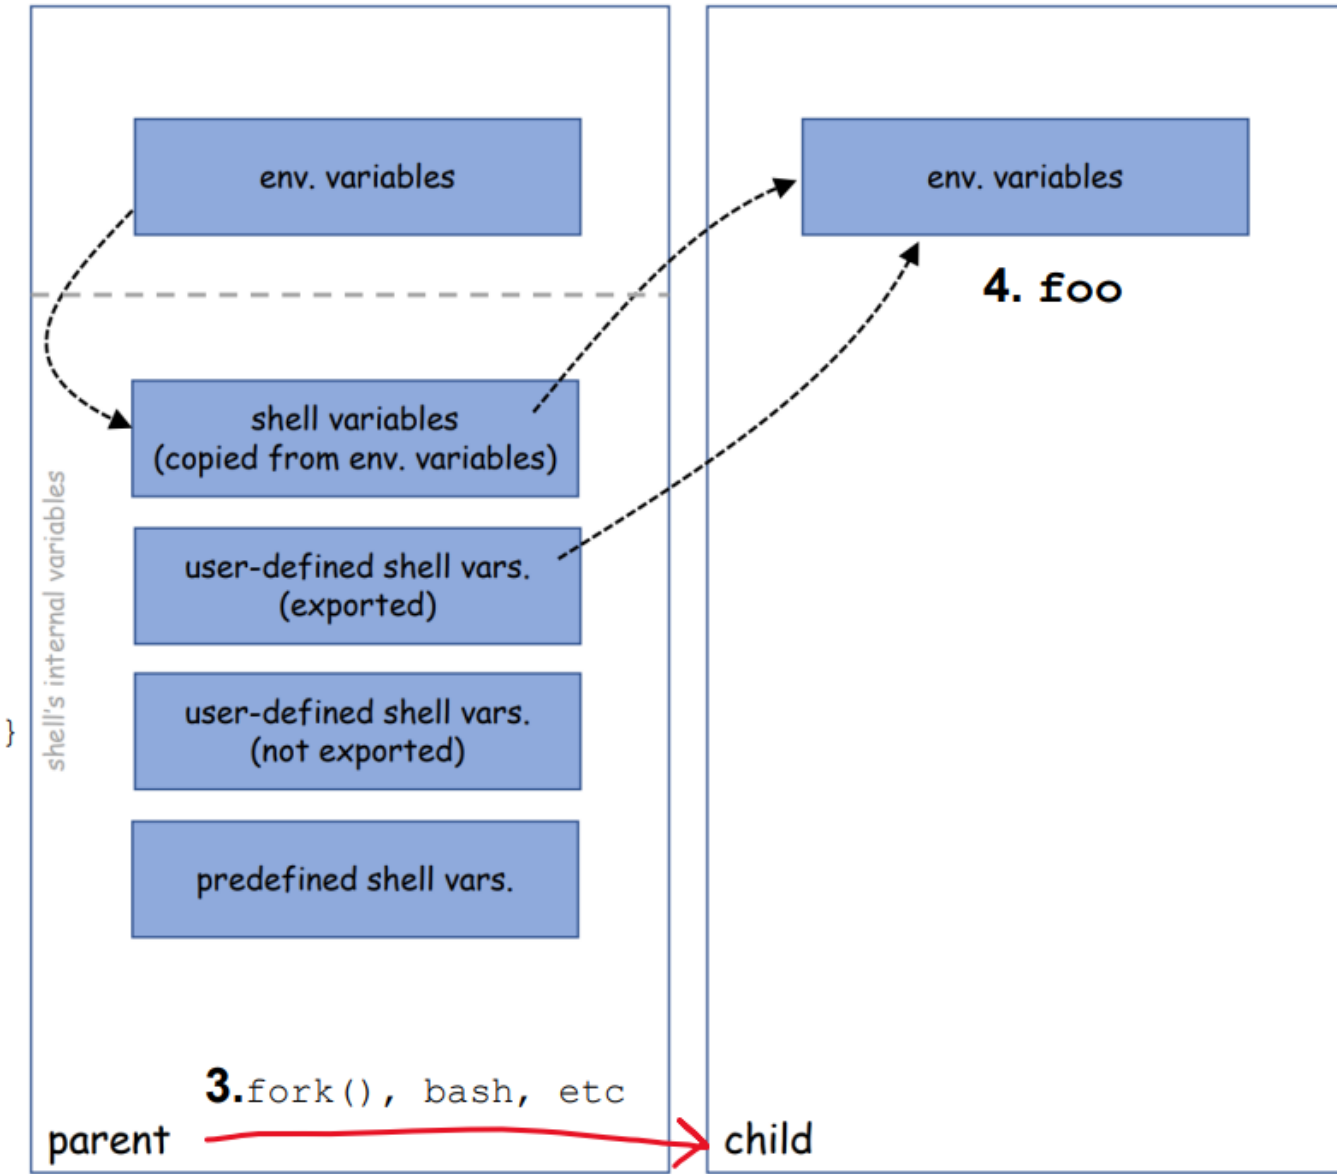 env. variables
env. variables
4. foo
shell variables
(copied from env. variables)
user-defined shell vars.
(exported)
shell's internal variables
user-defined shell vars.
(not exported)
}
predefined shell vars.
3.fork(), bash, etc
parent
child